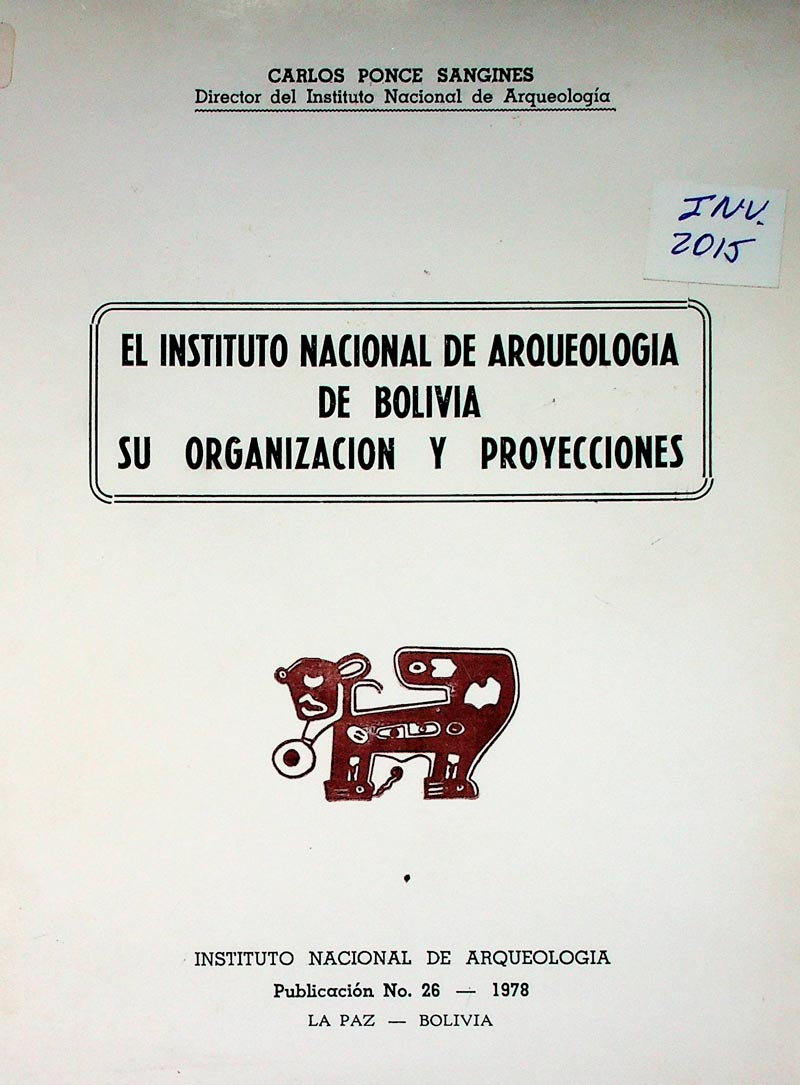 CARLOS PONCE SANGINES
Director del Instituto Nacional de Arqueología
INV.
2015
EL INSTITUTO NACIONAL DE ARQUEOLOGIA
DE BOLIVIA
SU ORGANIZACION Y PROYECCIONES
INSTITUTO NACIONAL DE ARQUEOLOGIA
Publicación No. 26 — 1978
LA PAZ — BOLIVIA